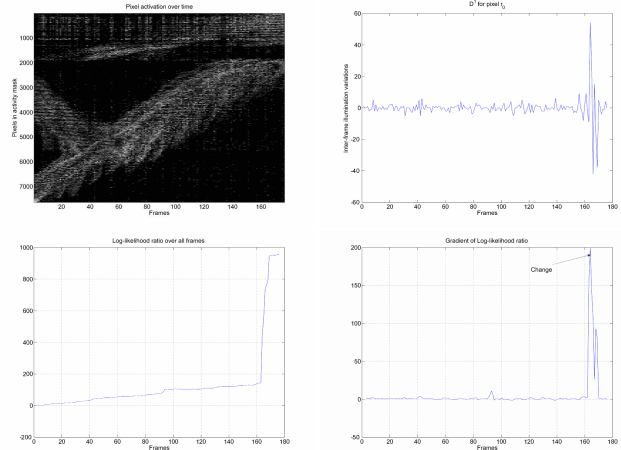 Pixel activation over time
Pixels in activity mask
1000
2000
3000
4000
5000
6000
7000
20 40 60 80 100 120 140 160
Frames
D¹ for pixel r₀
Inter-frame illumination variations
60
40
20
0
-20
-40
-60
0 20 40 60 80 100 120 140 160 180
Frames
Log-likelihood ratio over all frames
1000
800
600
400
200
0
-200
0 20 40 60 80 100 120 140 160 180
Frames
Gradient of Log-likelihood ratio
200
150
100
50
0
-50
Change
0 20 40 60 80 100 120 140 160 180
Frames